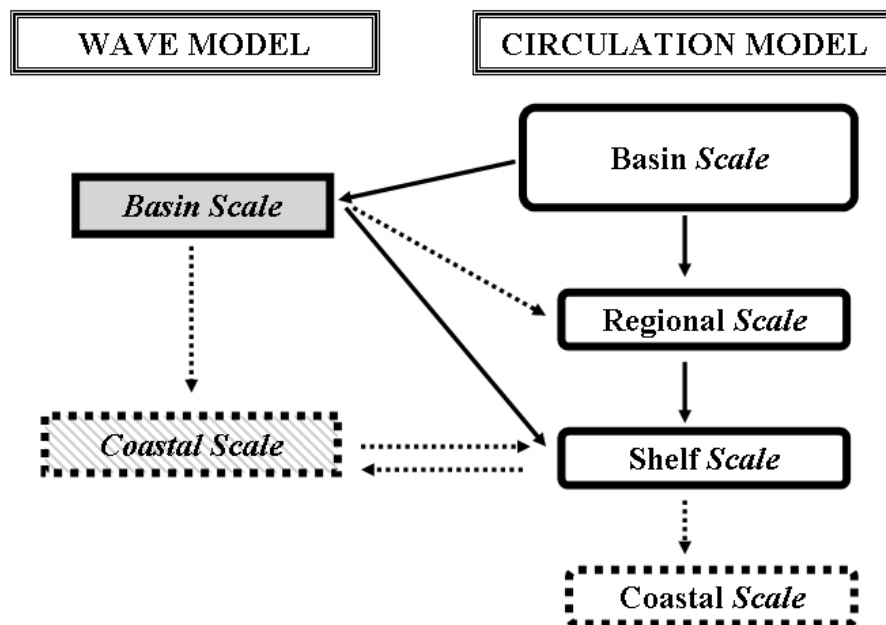 WAVE MODEL
CIRCULATION MODEL
Basin Scale
Basin Scale
Regional Scale
Coastal Scale
Shelf Scale
Coastal Scale